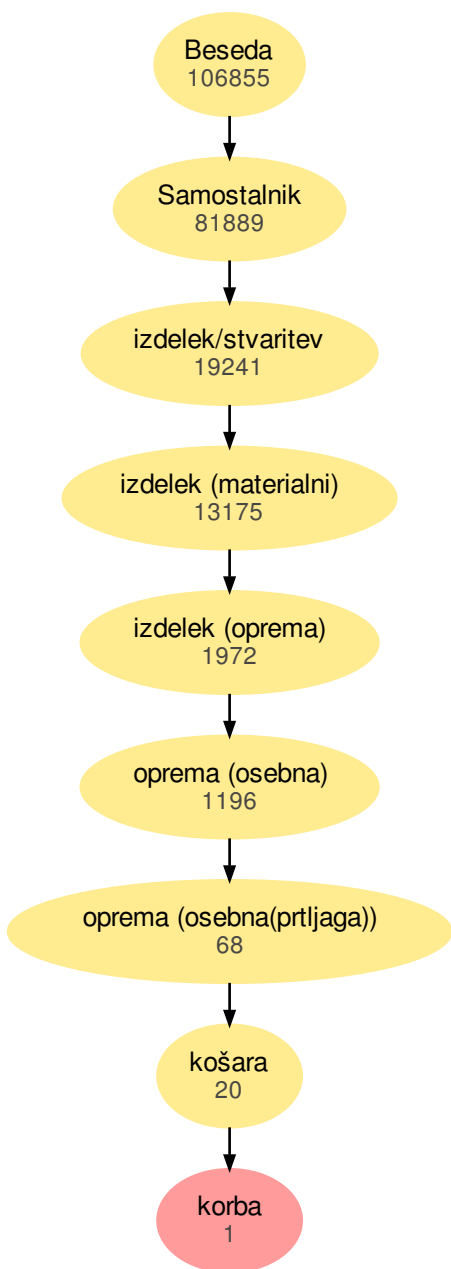 Beseda
106855
Samostalnik
81889
izdelek/stvaritev
19241
izdelek (materialni)
13175
izdelek (oprema)
1972
oprema (osebna)
1196
oprema (osebna(prtljaga))
68
košara
20
korba
1